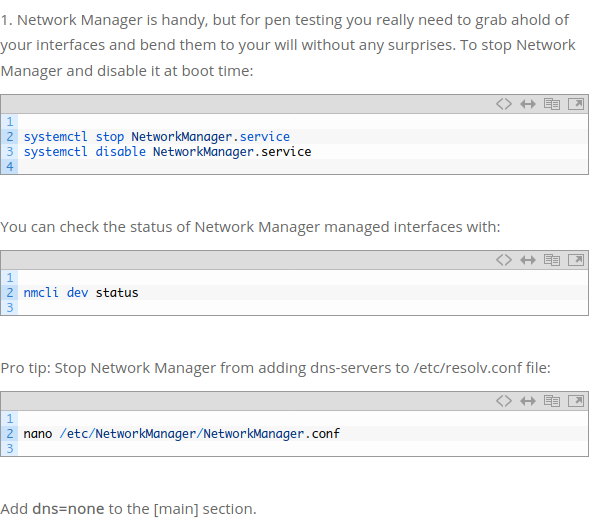 1. Network Manager is handy, but for pen testing you really need to grab ahold of
your interfaces and bend them to your will without any surprises. To stop Network
Manager and disable it at boot time:
1
2 systemctl stop NetworkManager.service
3 systemctl disable NetworkManager.service
4
You can check the status of Network Manager managed interfaces with:
1
2 nmcli dev status
3
Pro tip: Stop Network Manager from adding dns-servers to /etc/resolv.conf file:
1
2 nano /etc/NetworkManager/NetworkManager.conf
3
Add dns=none to the [main] section.